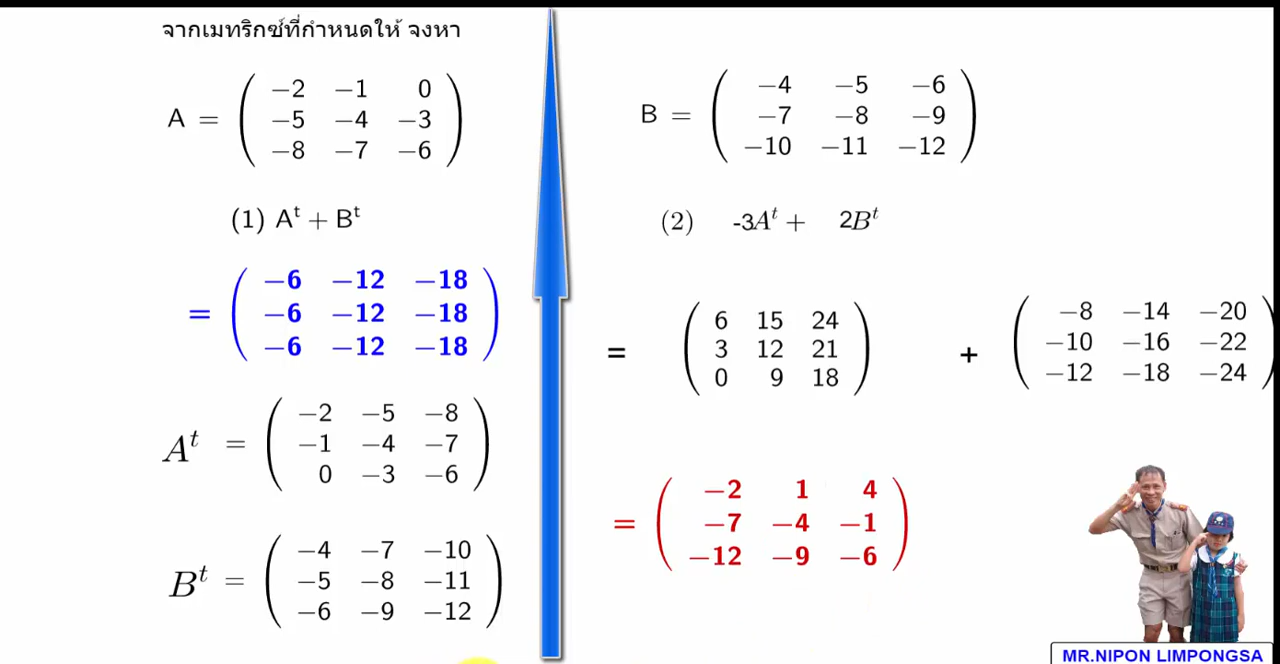 จากเมทริกซ์ที่กำหนดให้ จงหา
A = ( −2 −1 0
−5 −4 −3
−8 −7 −6 )
B = ( −4 −5 −6
−7 −8 −9
−10 −11 −12 )
(1) Aᵗ + Bᵗ
= ( −6 −12 −18
−6 −12 −18
−6 −12 −18 )
Aᵗ = ( −2 −5 −8
−1 −4 −7
0 −3 −6 )
Bᵗ = ( −4 −7 −10
−5 −8 −11
−6 −9 −12 )
(2) -3Aᵗ + 2Bᵗ
= ( 6 15 24
3 12 21
0 9 18 )
+ ( −8 −14 −20
−10 −16 −22
−12 −18 −24 )
= ( −2 1 4
−7 −4 −1
−12 −9 −6 )
MR.NIPON LIMPONGSA